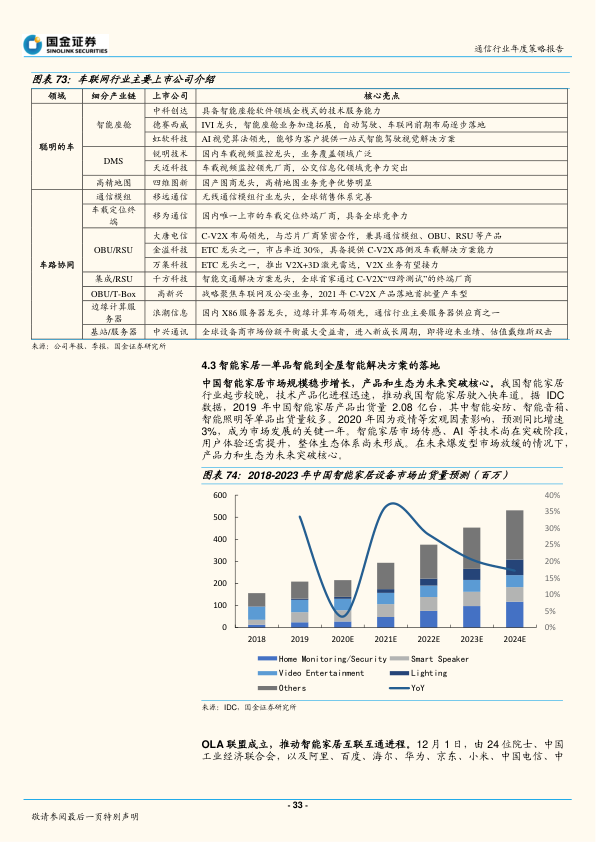 国金证券
SINOLINK SECURITIES
通信行业年度策略报告
图表 73：车联网行业主要上市公司介绍
领域 细分产业链 上市公司 核心亮点
聪明的车 智能座舱 中科创达 具备智能座舱软件领域全栈式的技术服务能力
德赛西威 IVI 龙头，智能座舱业务加速拓展，自动驾驶、车联网前期布局逐步落地
虹软科技 AI 视觉算法领先，能够为客户提供一站式智能驾驶视觉解决方案
DMS 锐明技术 国内车载视频监控龙头，业务覆盖领域广泛
天迈科技 车载视频监控领先厂商，公交信息化领域竞争力突出
高精地图 四维图新 国产图商龙头，高精地图业务竞争优势明显
车路协同 通信模组 移远通信 无线通信模组行业龙头，全球销售体系完善
车载定位终端 移为通信 国内唯一上市的车载定位终端厂商，具备全球竞争力
OBU/RSU 大唐电信 C-V2X 布局领先，与芯片厂商紧密合作，兼具通信模组、OBU、RSU 等产品
金溢科技 ETC 龙头之一，市占率近 30%，具备提供 C-V2X 路侧及车载解决方案能力
万集科技 ETC 龙头之一，推出 V2X+3D 激光雷达，V2X 业务有望接力
集成/RSU 千方科技 智能交通解决方案龙头，全球首家通过 C-V2X“四跨测试”的终端厂商
OBU/T-Box 高新兴 战略聚焦车联网及公安业务，2021 年 C-V2X 产品落地首批量产车型
边缘计算服务器 浪潮信息 国内 X86 服务器龙头，边缘计算布局领先，通信行业主要服务器供应商之一
基站/服务器 中兴通讯 全球设备商市场份额平衡最大受益者，进入新成长周期，即将迎来业绩、估值戴维斯双击
来源：公司年报，季报，国金证券研究所
4.3 智能家居—单品智能到全屋智能解决方案的落地
中国智能家居市场规模稳步增长，产品和生态为未来突破核心，我国智能家居
行业起步较晚，技术产品化进程迅速，推动我国智能家居驶入快车道。据 IDC
数据，2019 年中国智能家居产品出货量 2.08 亿台，其中智能安防、智能音箱、
智能照明等单品出货量较多。2020 年因为疫情等宏观因素影响，预测同比增速
3%，成为市场发展的关键一年。智能家居市场传感、AI 等技术尚在突破阶段，
用户体验还需提升，整体生态体系尚未形成。在未来爆发型市场放缓的情况下，
产品力和生态为未来突破核心。
图表 74：2018-2023 年中国智能家居设备市场出货量预测（百万）
600 40%
35%
500
30%
400
25%
300 20%
15%
200
10%
100
5%
0 0%
2018 2019 2020E 2021E 2022E 2023E 2024E
Home Monitoring/Security Smart Speaker
Video Entertainment Lighting
Others YoY
来源：IDC，国金证券研究所
OLA 联盟成立，推动智能家居互联互通进程，12 月 1 日，由 24 位院士、中国
工业经济联合会，以及阿里、百度、海尔、华为、京东、小米、中国电信、中
- 33 -
敬请参阅最后一页特别声明